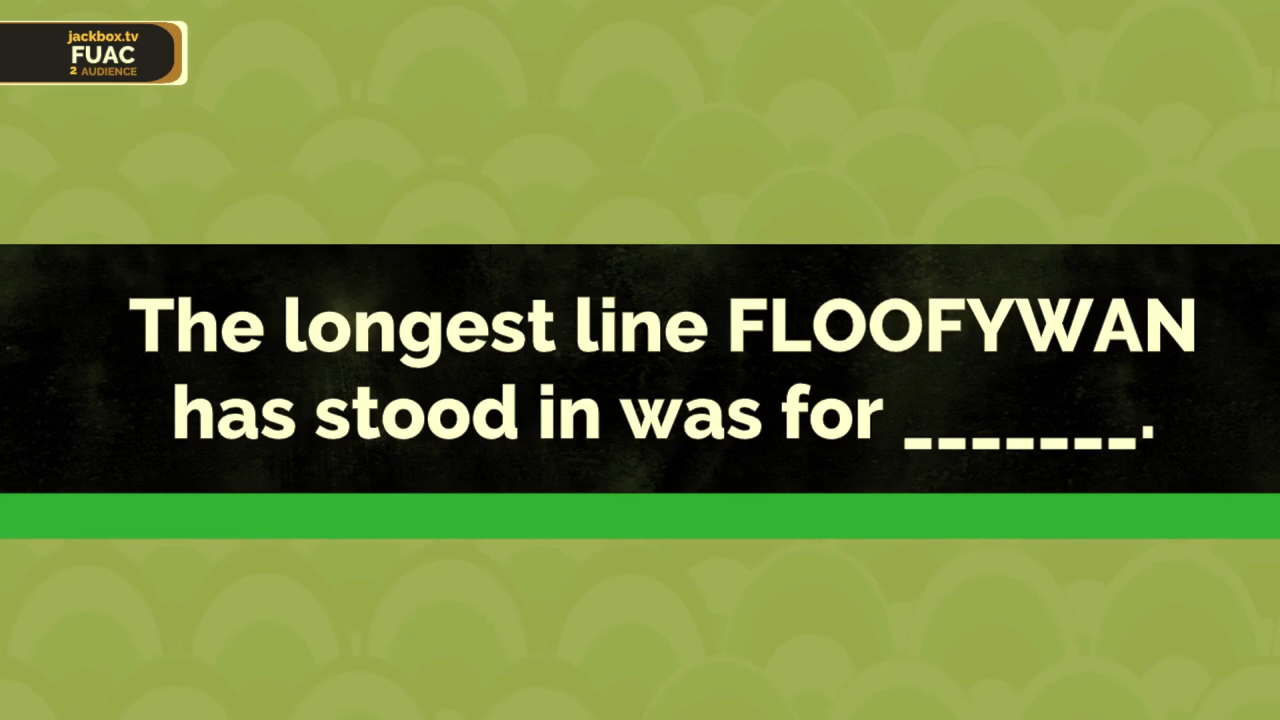 jackbox.tv
FUAC
2 AUDIENCE
The longest line FLOOFYWAN
has stood in was for _______.